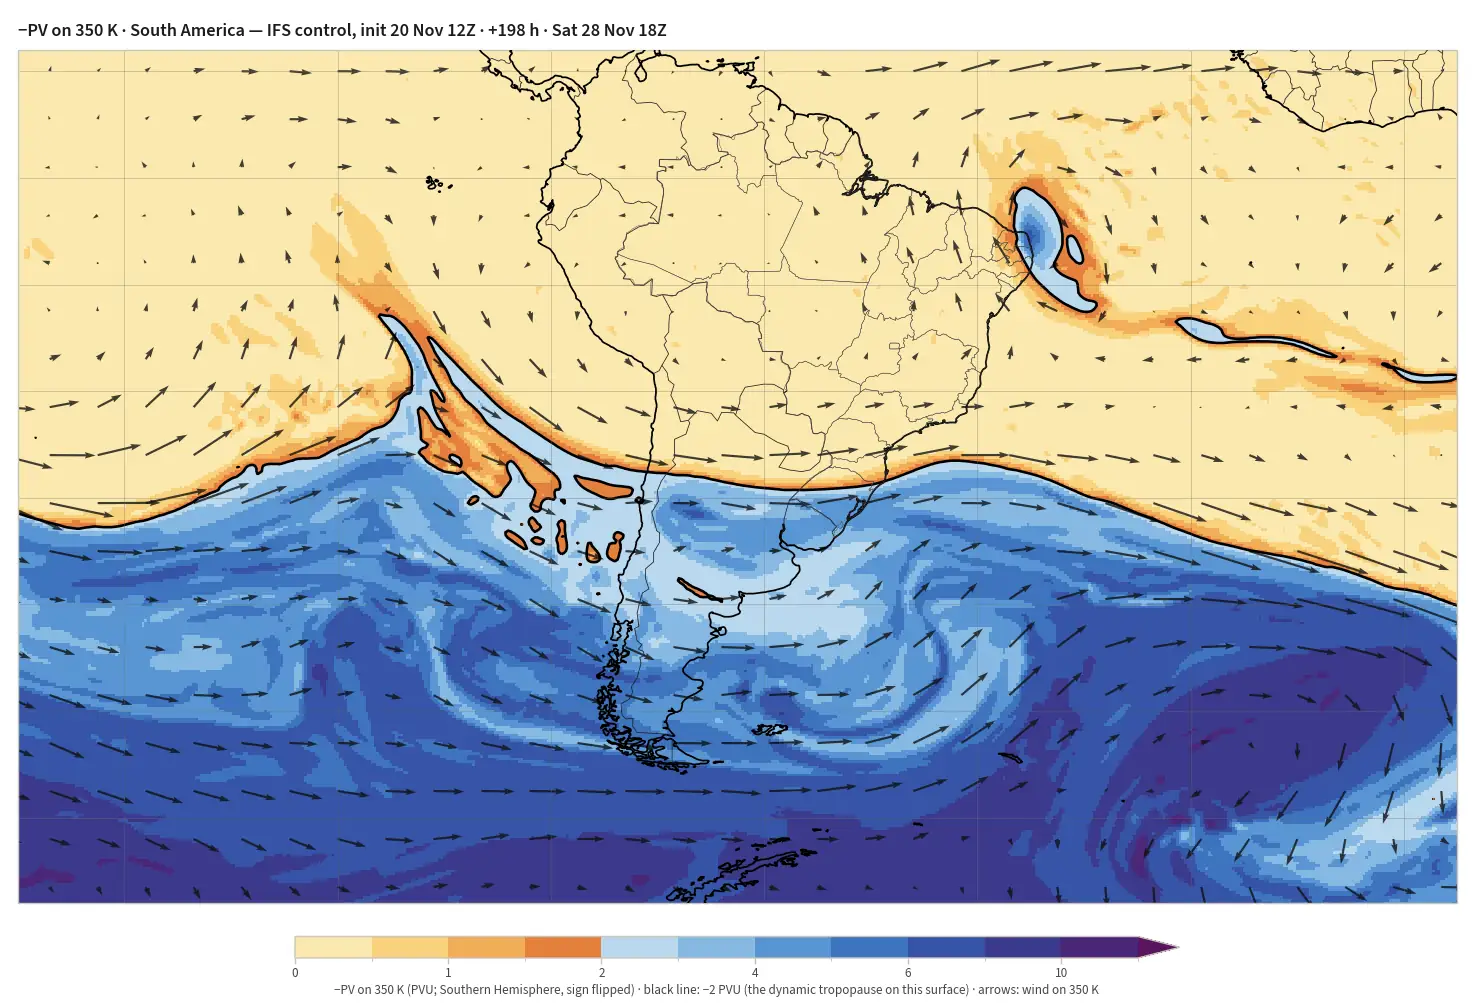 −PV on 350 K · South America — IFS control, init 20 Nov 12Z · +198 h · Sat 28 Nov 18Z
0 1 2 4 6 10
−PV on 350 K (PVU; Southern Hemisphere, sign flipped) · black line: −2 PVU (the dynamic tropopause on this surface) · arrows: wind on 350 K